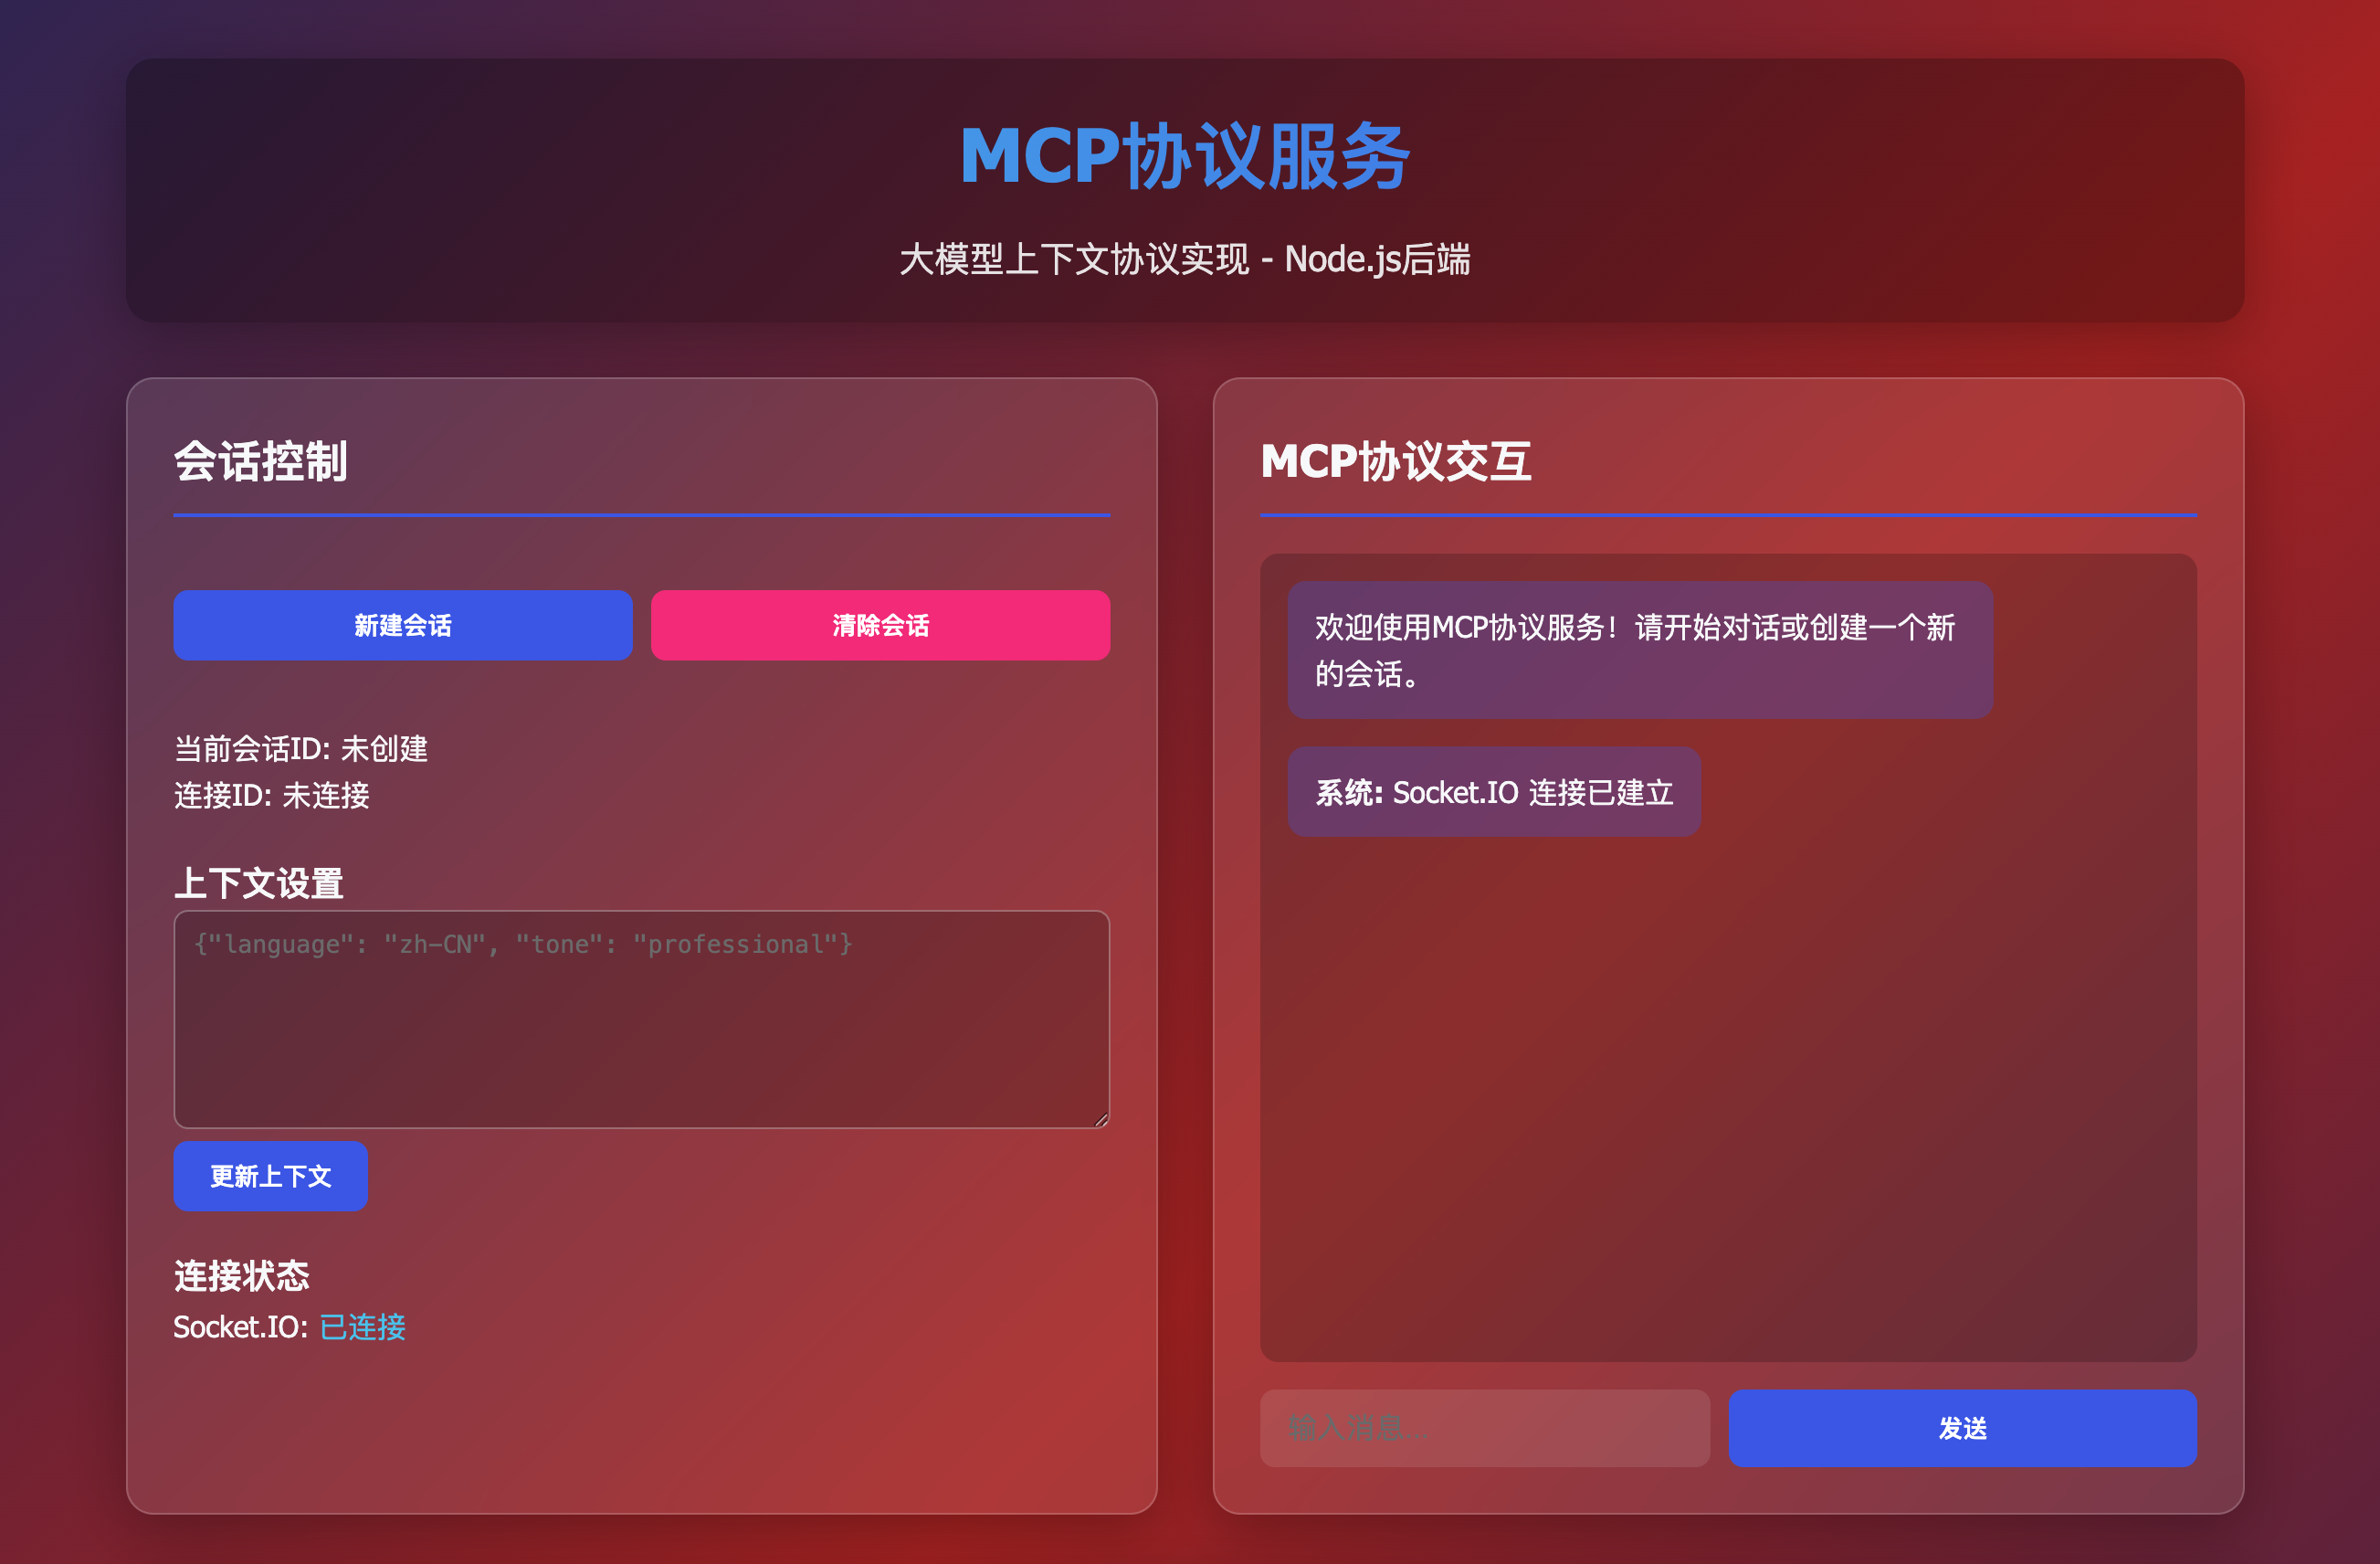 MCP协议服务
大模型上下文协议实现 - Node.js后端
会话控制
新建会话
清除会话
当前会话ID: 未创建
连接ID: 未连接
上下文设置
{"language": "zh-CN", "tone": "professional"}
更新上下文
连接状态
Socket.IO: 已连接
MCP协议交互
欢迎使用MCP协议服务！请开始对话或创建一个新
的会话。
系统: Socket.IO 连接已建立
输入消息...
发送